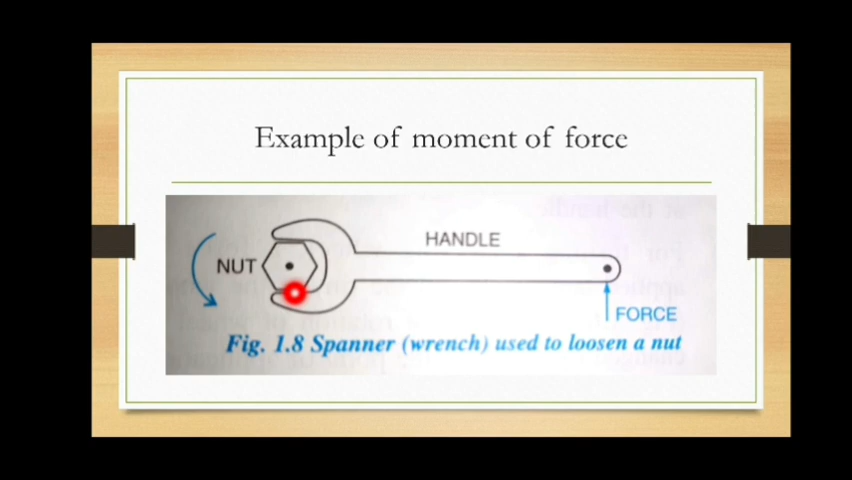 Example of moment of force
HANDLE
NUT
FORCE
Fig. 1.8 Spanner (wrench) used to loosen a nut